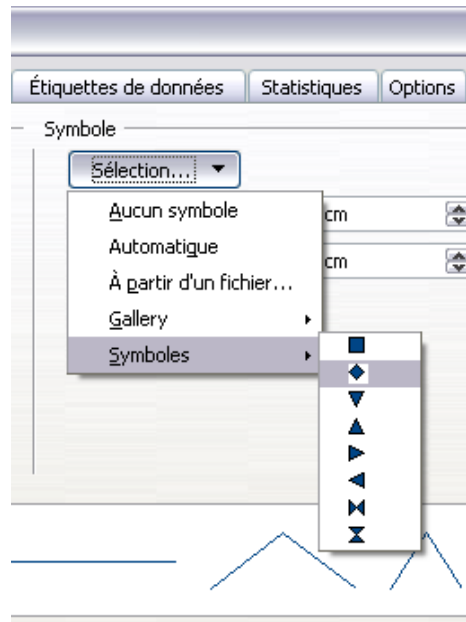 Étiquettes de données Statistiques Options
Symbole
Sélection...
Aucun symbole
cm
Automatique
cm
À partir d'un fichier...
Gallery
Symboles